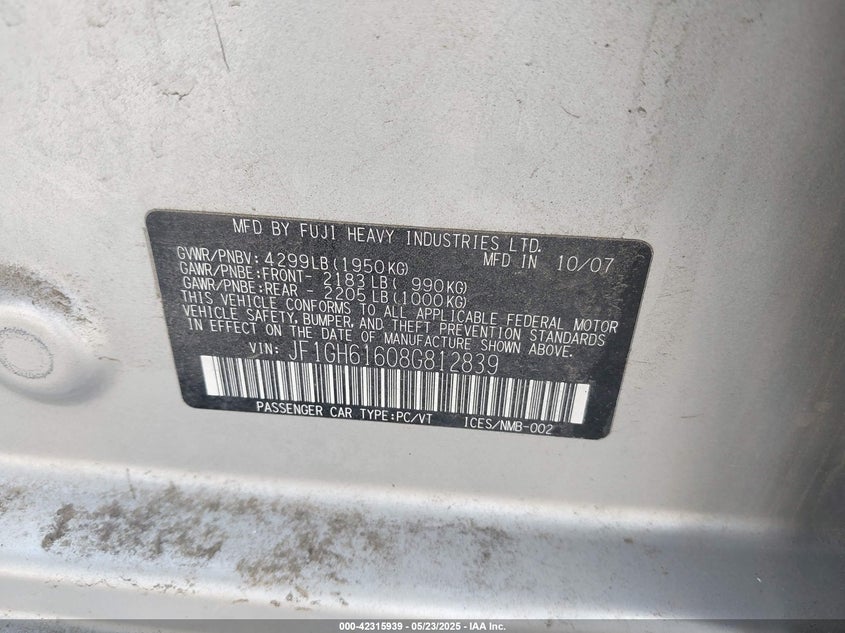 MFD BY FUJI HEAVY INDUSTRIES LTD.
GVWR/PNBV: 4299LB (1950KG) MFD IN 10/07
GAWR/PNBE:FRONT- 2183LB( 990KG)
GAWR/PNBE:REAR - 2205LB(1000KG)
THIS VEHICLE CONFORMS TO ALL APPLICABLE FEDERAL MOTOR
VEHICLE SAFETY, BUMPER, AND THEFT PREVENTION STANDARDS
IN EFFECT ON THE DATE OF MANUFACTURE SHOWN ABOVE.
VIN: JF1GH61608G812839
PASSENGER CAR TYPE:PC/VT ICES/NMB-002
000-42315939 - 05/23/2025 - IAA Inc.